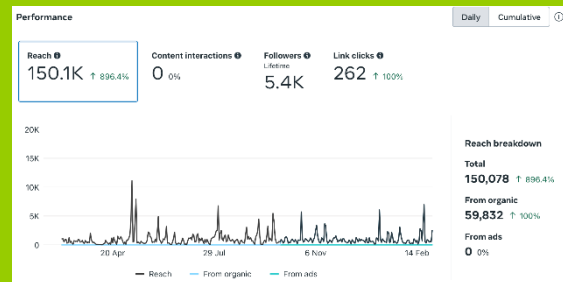 Performance
Daily Cumulative
Reach Content interactions Followers Link clicks
Lifetime
150.1K ↑ 896.4% 0 0% 5.4K 262 ↑ 100%
20K
15K
10K
5K
0
20 Apr 29 Jul 6 Nov 14 Feb
Reach From organic From ads
Reach breakdown
Total
150,078 ↑ 896.4%
From organic
59,832 ↑ 100%
From ads
0 0%